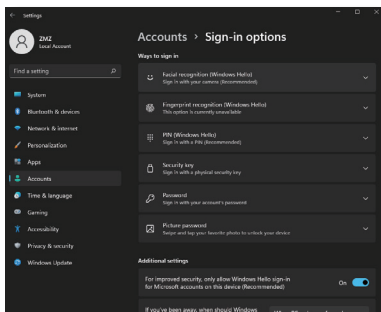 Settings
ZMZ
Local Account
Accounts > Sign-in options
Ways to sign in
Find a setting
Facial recognition (Windows Hello)
Sign in with your camera (Recommended)
Fingerprint recognition (Windows Hello)
This option is currently unavailable
PIN (Windows Hello)
Sign in with a PIN (Recommended)
Security key
Sign in with a physical security key
Password
Sign in with your account's password
Picture password
Swipe and tap your favorite photo to unlock your device
System
Bluetooth & devices
Network & internet
Personalization
Apps
Accounts
Time & language
Gaming
Accessibility
Privacy & security
Windows Update
Additional settings
For improved security, only allow Windows Hello sign-in
for Microsoft accounts on this device (Recommended)
On
If you've been away, when should Windows